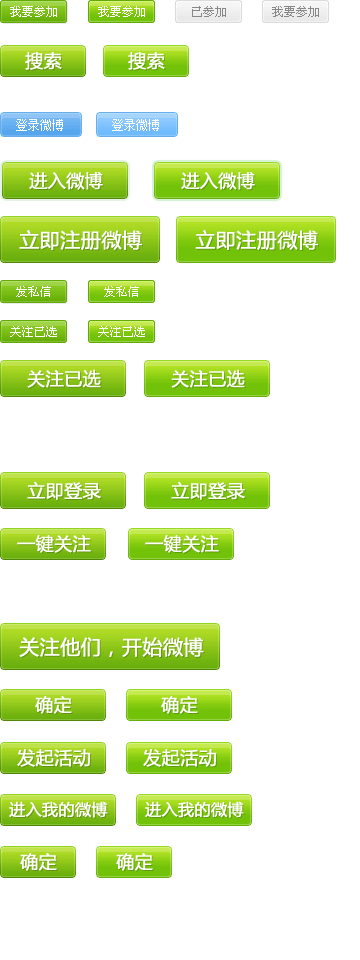 我要参加 我要参加 已参加 我要参加
搜索 搜索
登录微博 登录微博
进入微博 进入微博
立即注册微博 立即注册微博
发私信 发私信
关注已选 关注已选
关注已选 关注已选
立即登录 立即登录
一键关注 一键关注
关注他们，开始微博
确定 确定
发起活动 发起活动
进入我的微博 进入我的微博
确定 确定